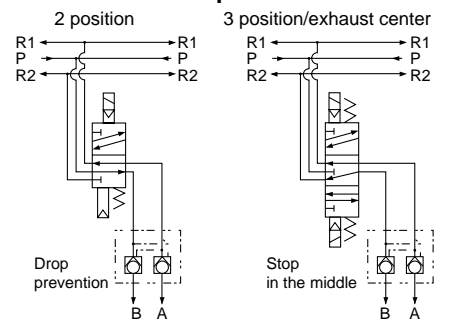 2 position
3 position/exhaust center
R1 R1
P P
R2 R2
R1 R1
P P
R2 R2
Drop
prevention
B A
Stop
in the middle
B A